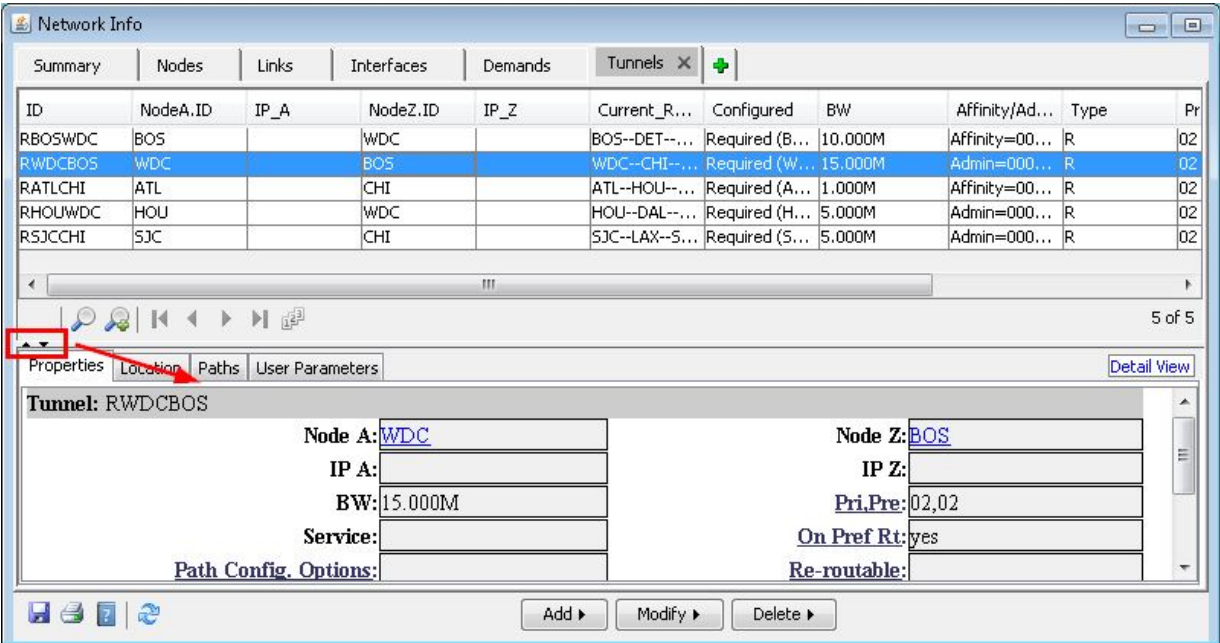 Network Info
Summary Nodes Links Interfaces Demands Tunnels
ID NodeA.ID IP_A NodeZ.ID IP_Z Current_R... Configured BW Affinity/Ad... Type Pr
RBOSWDC BOS WDC BOS--DET--... Required (B... 10.000M Affinity=00... R 02
RWDCBOS WDC BOS WDC--CHI--... Required (W... 15.000M Admin=000... R 02
RATLCHI ATL CHI ATL--HOU--... Required (A... 1.000M Affinity=00... R 02
RHOUWDC HOU WDC HOU--DAL--... Required (H... 5.000M Admin=000... R 02
RSJCCHI SJC CHI SJC--LAX--S... Required (S... 5.000M Admin=000... R 02
5 of 5
Properties Location Paths User Parameters Detail View
Tunnel: RWDCBOS
Node A: WDC Node Z: BOS
IP A: IP Z:
BW: 15.000M Pri,Pre: 02,02
Service: On Pref Rt: yes
Path Config. Options: Re-routable:
Add Modify Delete